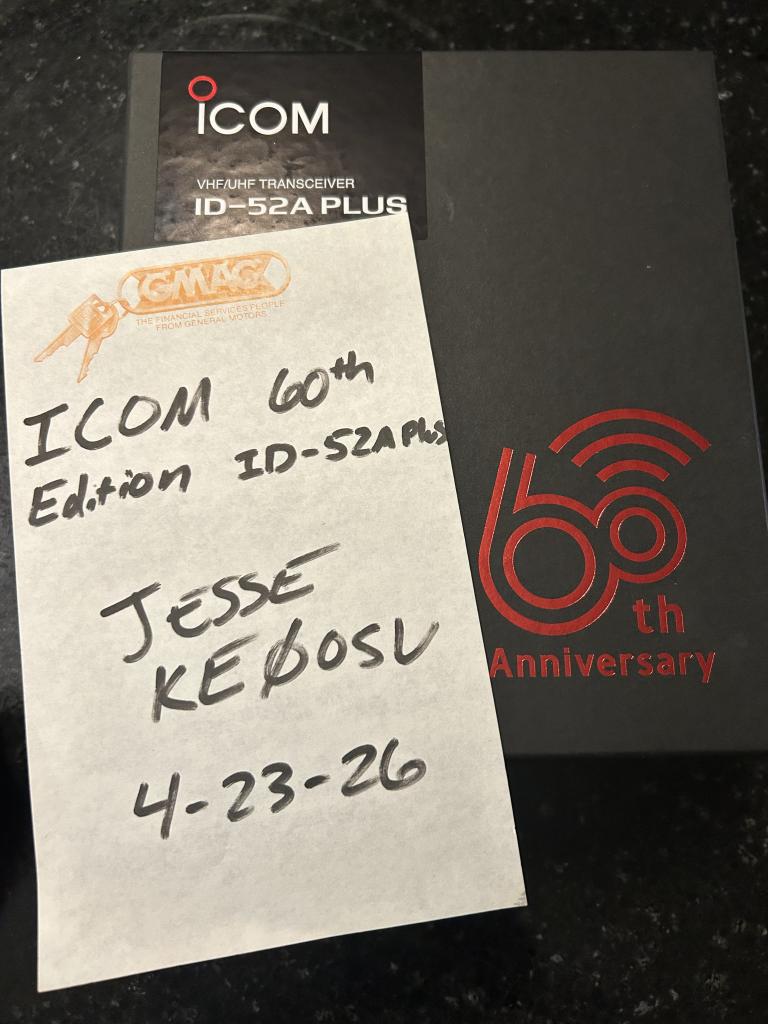 ICOM
VHF/UHF TRANSCEIVER
ID-52A PLUS
GMAC
THE FINANCIAL SERVICES PEOPLE
FROM GENERAL MOTORS.
ICOM 60th
Edition ID-52A Plus
JESSE
KEØOSV
4-23-26
60th
Anniversary